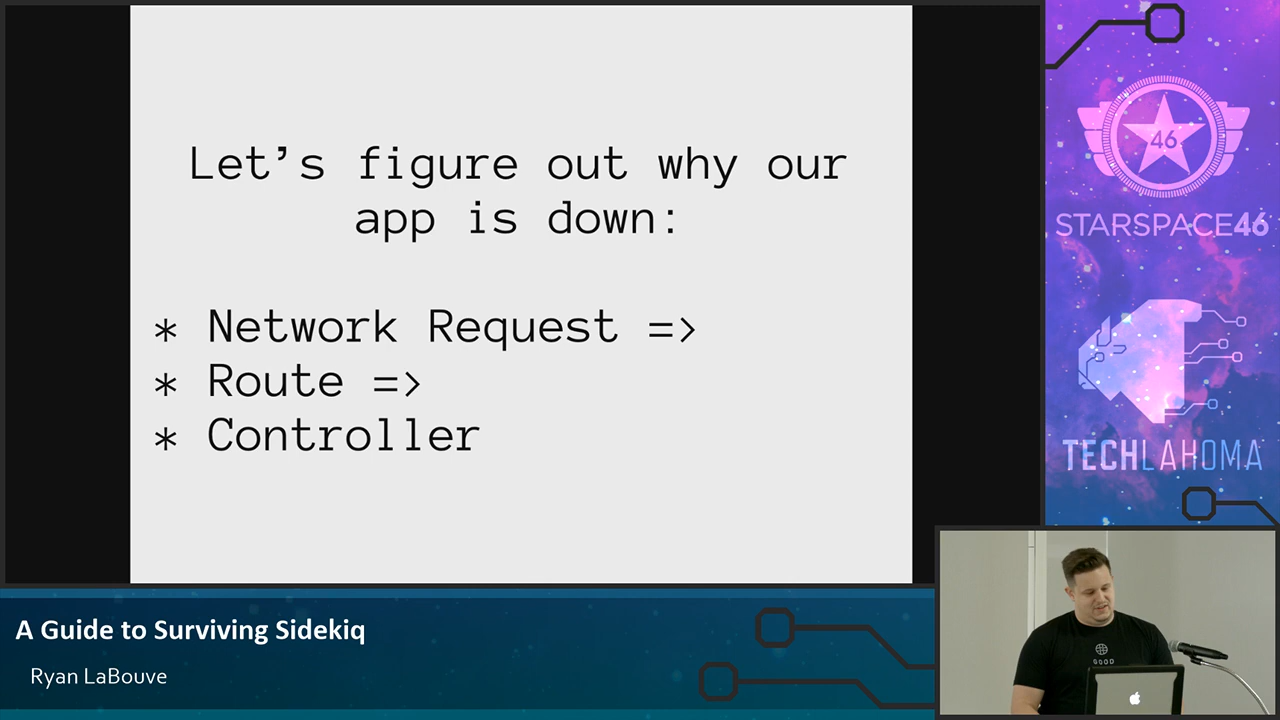 Let’s figure out why our
app is down:
* Network Request =>
* Route =>
* Controller
46
STARSPACE46
TECHLAHOMA
A Guide to Surviving Sidekiq
Ryan LaBouve
GOOD